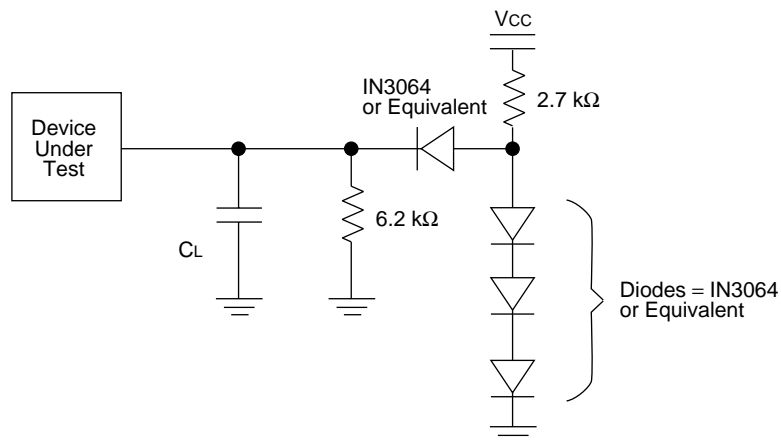 VCC
IN3064
or Equivalent
2.7 kΩ
Device
Under
Test
6.2 kΩ
CL
Diodes = IN3064
or Equivalent